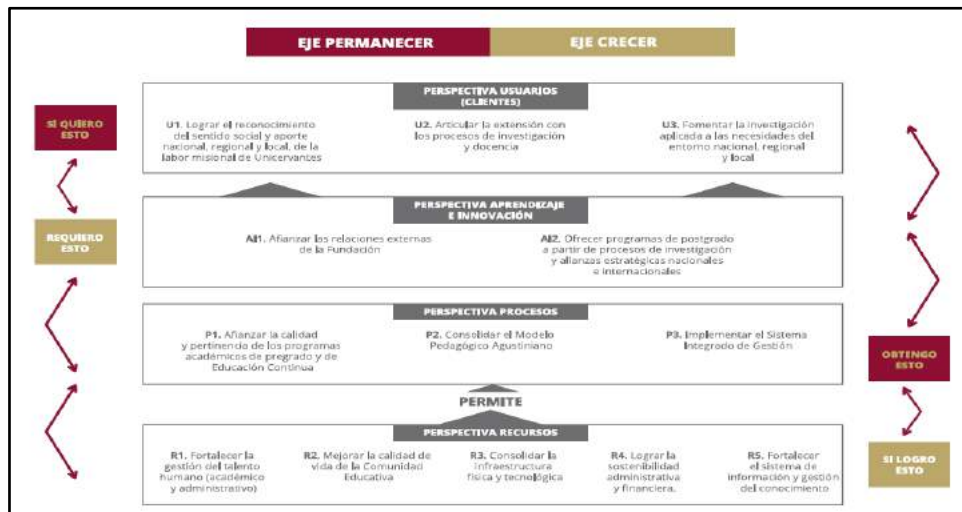 EJE PERMANECER
EJE CRECER
PERSPECTIVA USUARIOS
(CLIENTES)
SI QUIERO
ESTO
U1. Lograr el reconocimiento
del sentido social y aporte
nacional, regional y local, de la
labor misional de Unicervantes
U2. Articular la extensión con
los procesos de investigación
y docencia
U3. Fomentar la investigación
aplicada a las necesidades del
entorno nacional, regional
y local
PERSPECTIVA APRENDIZAJE
E INNOVACIÓN
REQUIERO
ESTO
AI1. Afianzar las relaciones externas
de la Fundación
AI2. Ofrecer programas de postgrado
a partir de procesos de investigación
y alianzas estratégicas nacionales
e internacionales
PERSPECTIVA PROCESOS
P1. Afianzar la calidad
y pertinencia de los programas
académicos de pregrado y de
Educación Continua
P2. Consolidar el Modelo
Pedagógico Agustiniano
P3. Implementar el Sistema
Integrado de Gestión
OBTENGO
ESTO
PERMITE
PERSPECTIVA RECURSOS
R1. Fortalecer la
gestión del talento
humano (académico
y administrativo)
R2. Mejorar la calidad de
vida de la Comunidad
Educativa
R3. Consolidar la
infraestructura
física y tecnológica
R4. Lograr la
sostenibilidad
administrativa
y financiera.
R5. Fortalecer
el sistema de
información y gestión
del conocimiento
SI LOGRO
ESTO